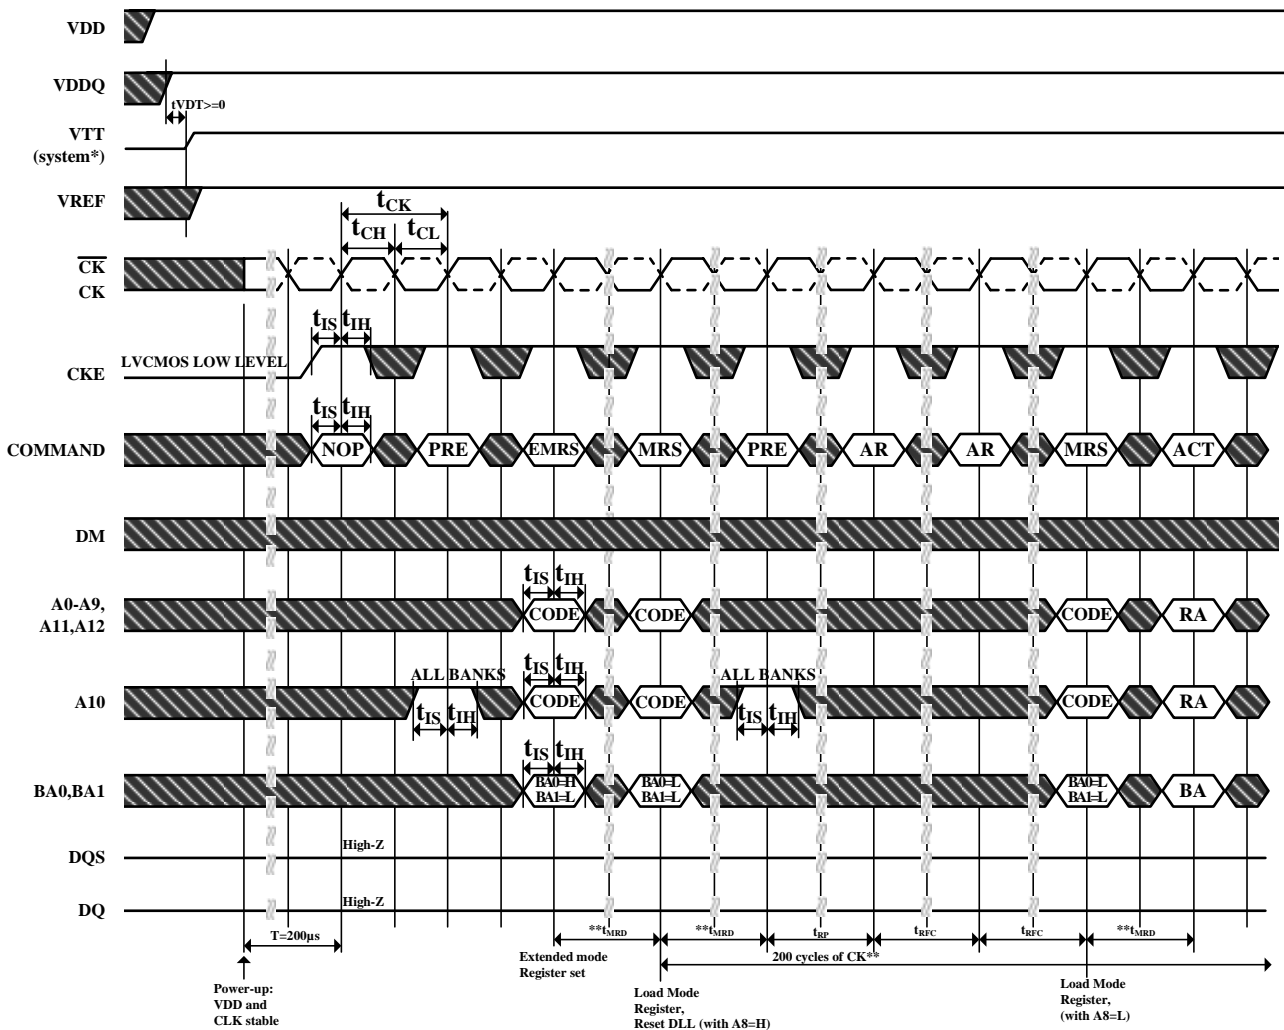 VDD
VDDQ
tVDT>=0
VTT
(system*)
VREF
tCK
tCH tCL
CK
CK
tIS tIH
LVCMOS LOW LEVEL
CKE
tIS tIH
COMMAND NOP PRE EMRS MRS PRE AR AR MRS ACT
DM
tIS tIH
A0-A9,
A11,A12
CODE CODE CODE RA
ALL BANKS tIS tIH ALL BANKS
A10 CODE CODE CODE RA
tIS tIH tIS tIH
tIS tIH
BA0,BA1
BA0=H BA0=L BA0=L
BA1=L BA1=L BA1=L
BA
High-Z
DQS
High-Z
DQ
T=200µs **tMRD **tMRD tRP tRFC tRFC **tMRD
200 cycles of CK**
Extended mode
Register set
Power-up:
VDD and
CLK stable
Load Mode
Register,
Reset DLL (with A8=H)
Load Mode
Register,
(with A8=L)